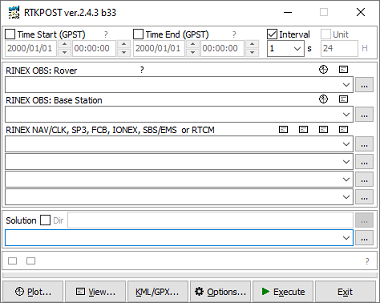 RTKPOST ver.2.4.3 b33
Time Start (GPST) ? Time End (GPST) ? Interval Unit
2000/01/01 00:00:00 2000/01/01 00:00:00 1 s 24 H
RINEX OBS: Rover ?
...
RINEX OBS: Base Station
...
RINEX NAV/CLK, SP3, FCB, IONEX, SBS/EMS or RTCM
...
...
...
...
Solution Dir ...
...
?
Plot... View... KML/GPX... Options... Execute Exit